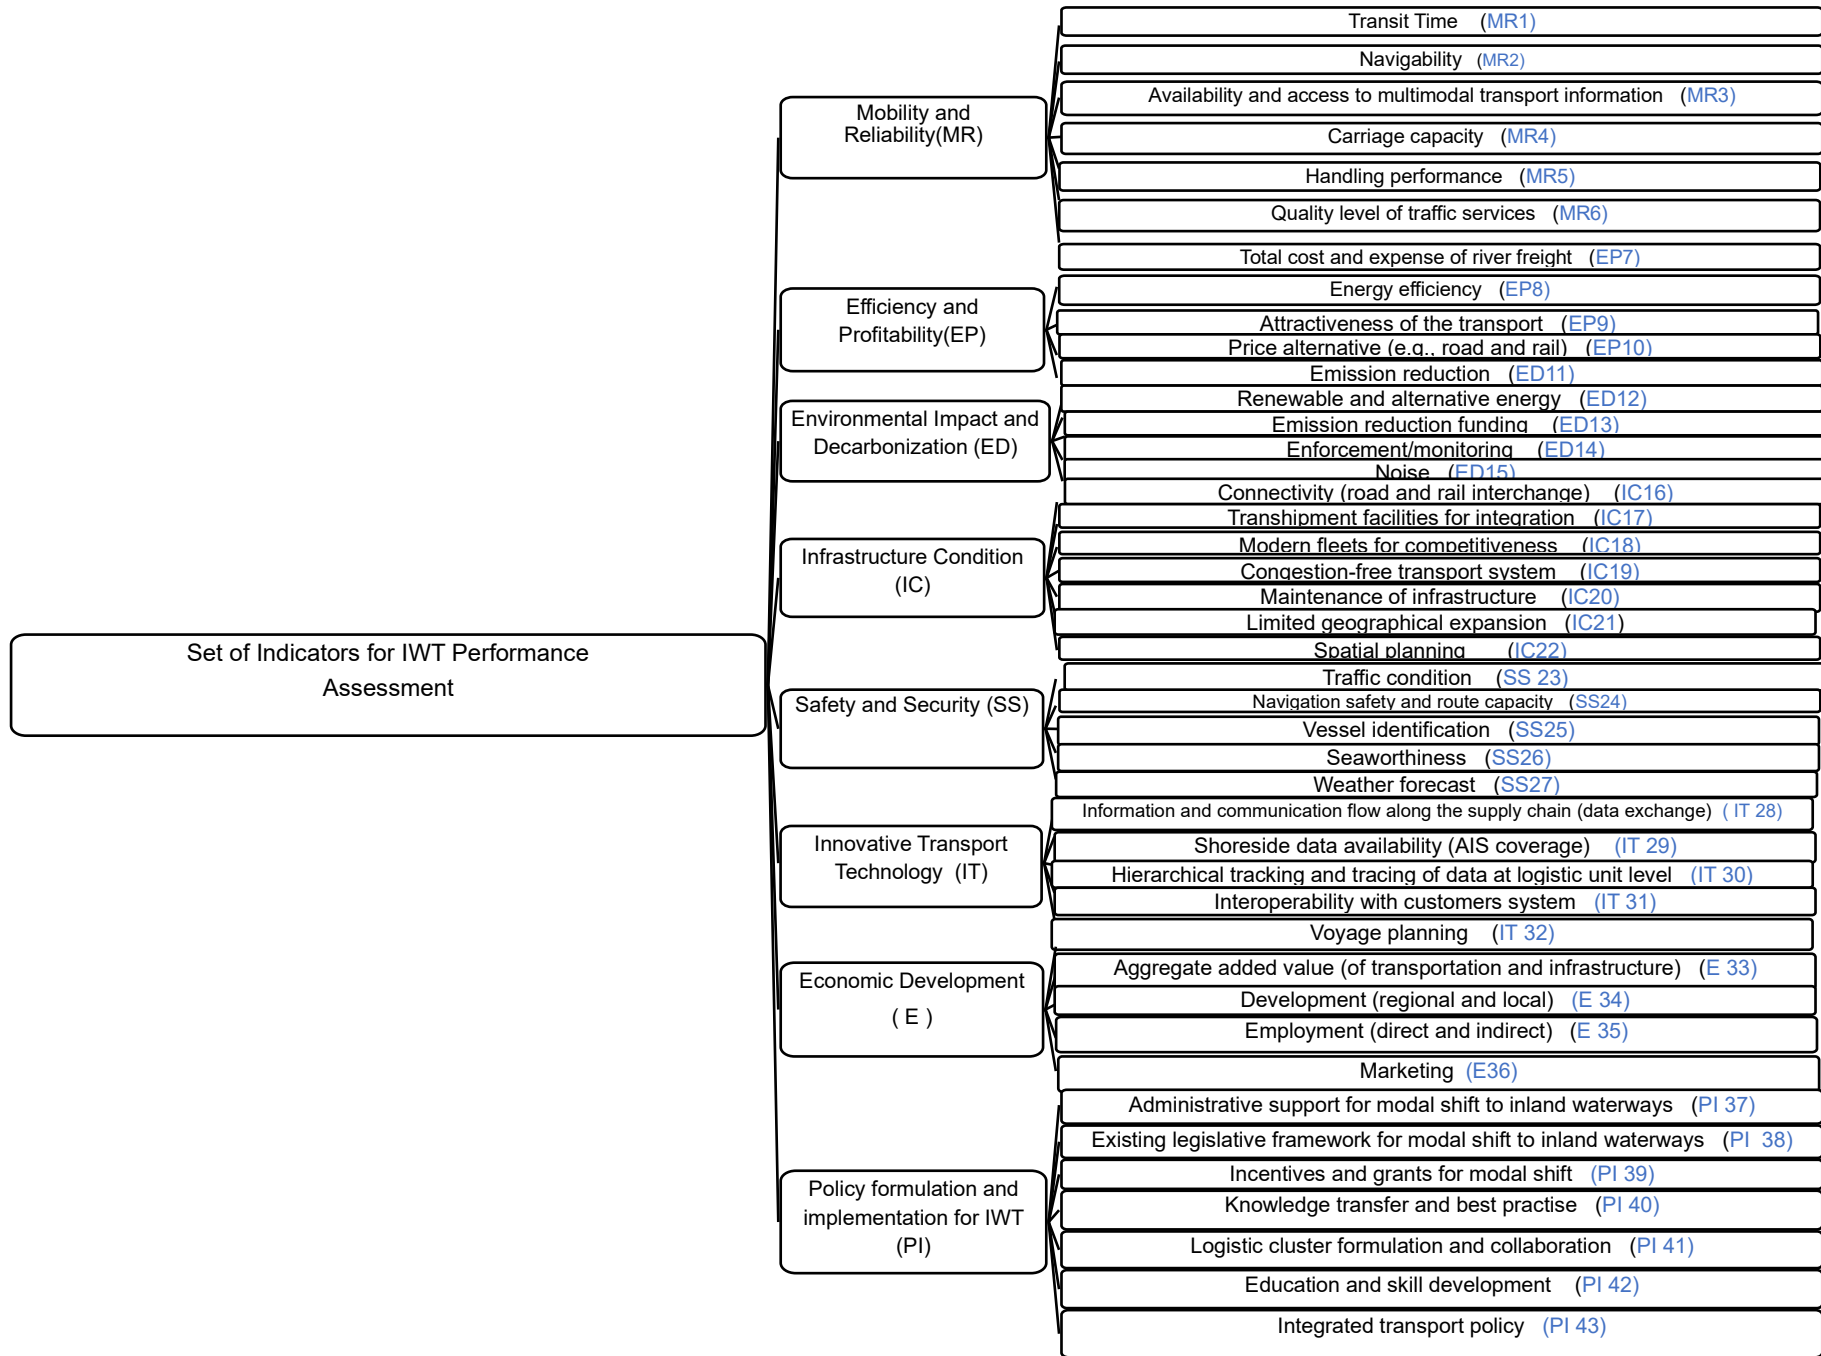 Set of Indicators for IWT Performance
Assessment
Mobility and
Reliability(MR)
Transit Time (MR1)
Navigability (MR2)
Availability and access to multimodal transport information (MR3)
Carriage capacity (MR4)
Handling performance (MR5)
Quality level of traffic services (MR6)
Efficiency and
Profitability(EP)
Total cost and expense of river freight (EP7)
Energy efficiency (EP8)
Attractiveness of the transport (EP9)
Price alternative (e.g., road and rail) (EP10)
Environmental Impact and
Decarbonization (ED)
Emission reduction (ED11)
Renewable and alternative energy (ED12)
Emission reduction funding (ED13)
Enforcement/monitoring (ED14)
Noise (ED15)
Infrastructure Condition
(IC)
Connectivity (road and rail interchange) (IC16)
Transhipment facilities for integration (IC17)
Modern fleets for competitiveness (IC18)
Congestion-free transport system (IC19)
Maintenance of infrastructure (IC20)
Limited geographical expansion (IC21)
Spatial planning (IC22)
Safety and Security (SS)
Traffic condition (SS 23)
Navigation safety and route capacity (SS24)
Vessel identification (SS25)
Seaworthiness (SS26)
Weather forecast (SS27)
Innovative Transport
Technology (IT)
Information and communication flow along the supply chain (data exchange) ( IT 28)
Shoreside data availability (AIS coverage) (IT 29)
Hierarchical tracking and tracing of data at logistic unit level (IT 30)
Interoperability with customers system (IT 31)
Voyage planning (IT 32)
Economic Development
( E )
Aggregate added value (of transportation and infrastructure) (E 33)
Development (regional and local) (E 34)
Employment (direct and indirect) (E 35)
Marketing (E36)
Policy formulation and
implementation for IWT
(PI)
Administrative support for modal shift to inland waterways (PI 37)
Existing legislative framework for modal shift to inland waterways (PI 38)
Incentives and grants for modal shift (PI 39)
Knowledge transfer and best practise (PI 40)
Logistic cluster formulation and collaboration (PI 41)
Education and skill development (PI 42)
Integrated transport policy (PI 43)